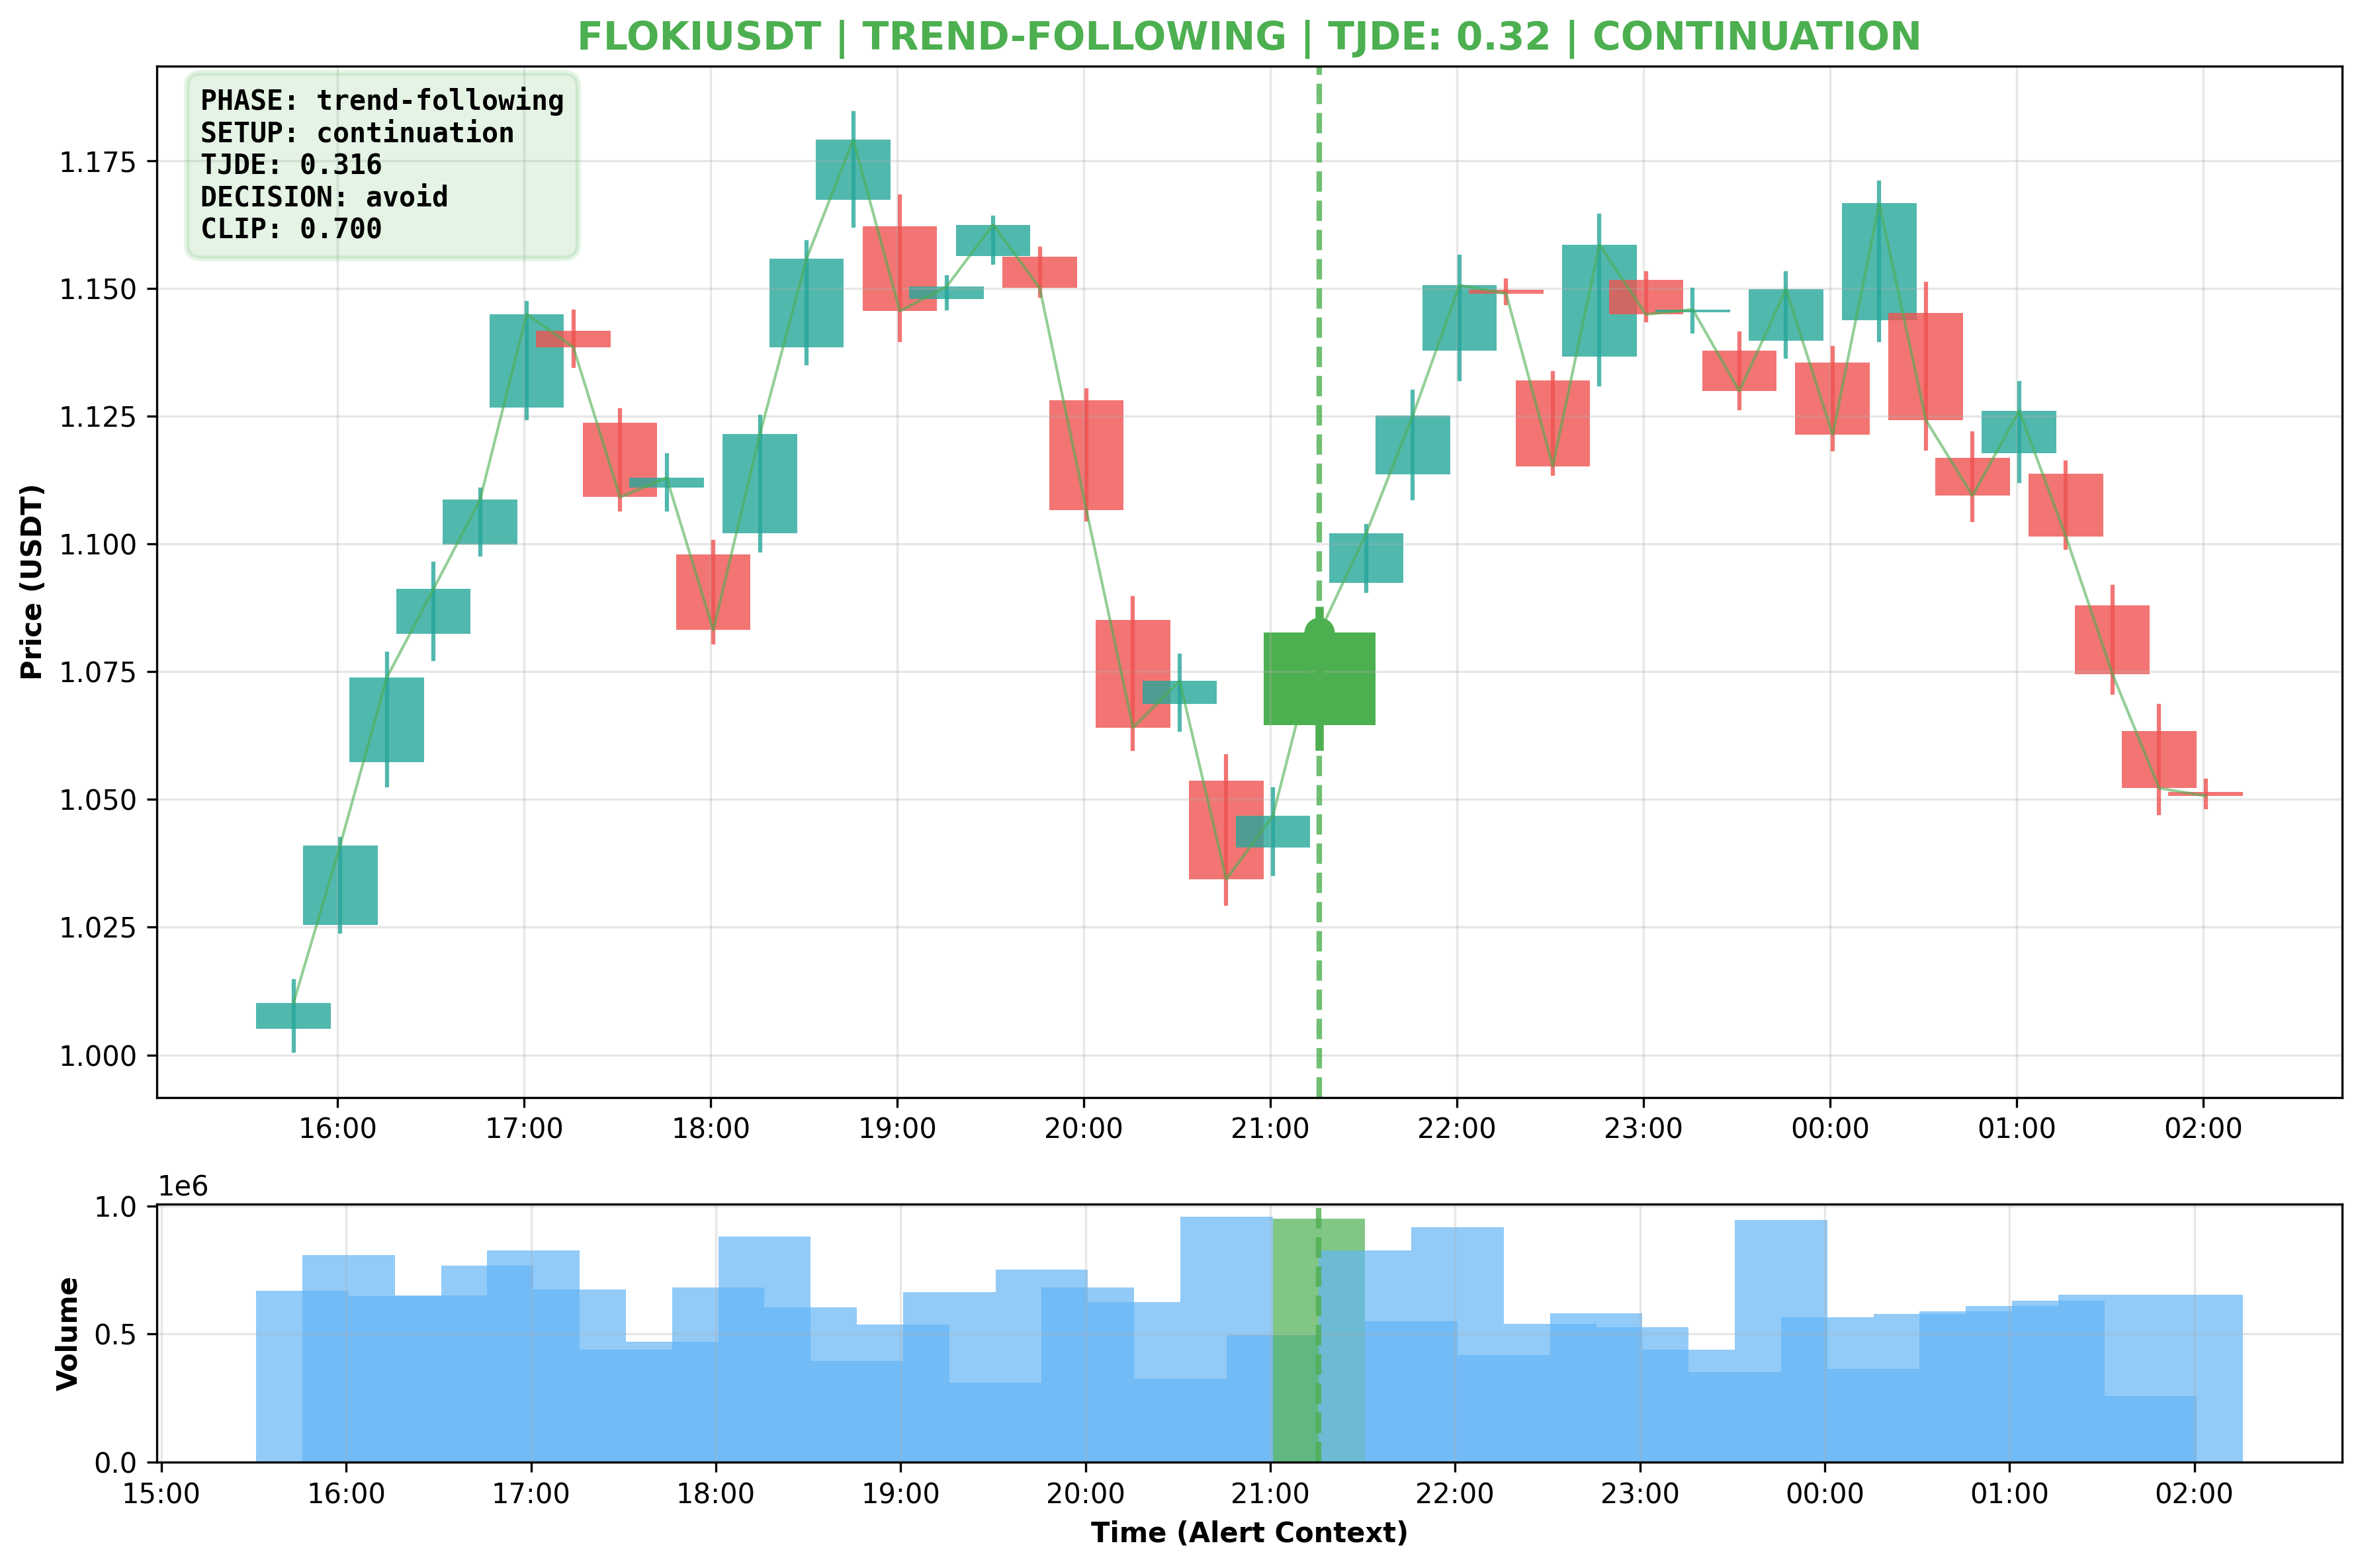 FLOKIUSDT | TREND-FOLLOWING | TJDE: 0.32 | CONTINUATION
PHASE: trend-following
SETUP: continuation
TJDE: 0.316
DECISION: avoid
CLIP: 0.700
Price (USDT)
1.175
1.150
1.125
1.100
1.075
1.050
1.025
1.000
16:00 17:00 18:00 19:00 20:00 21:00 22:00 23:00 00:00 01:00 02:00
1e6
Volume
1.0
0.5
0.0
15:00 16:00 17:00 18:00 19:00 20:00 21:00 22:00 23:00 00:00 01:00 02:00
Time (Alert Context)